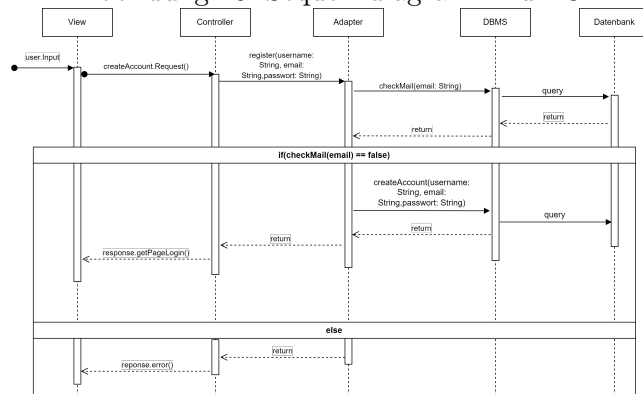 View
Controller
Adapter
DBMS
Datenbank
user.Input
createAccount.Request()
register(username:
String, email:
String,passwort: String)
checkMail(email: String)
query
return
return
if(checkMail(email) == false)
createAccount(username:
String, email:
String,passwort: String)
query
return
return
response.getPageLogin()
else
return
reponse.error()